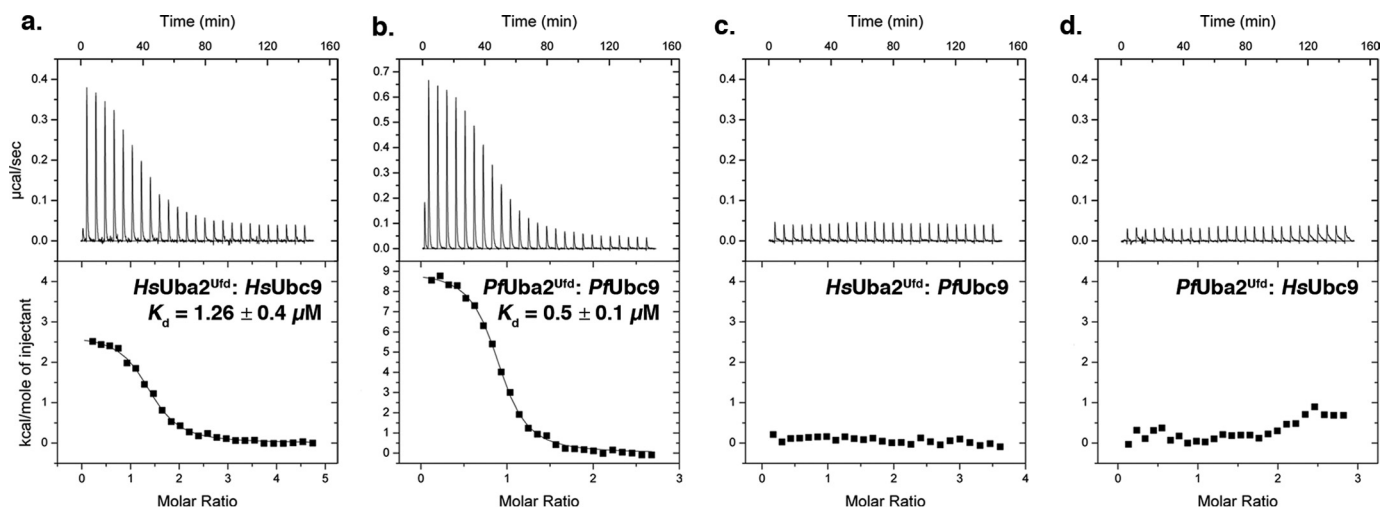 a.
Time (min)
0 40 80 120 160
0.4
0.3
0.2
0.1
0.0
µcal/sec
HsUba2Ufd: HsUbc9
Kd = 1.26 ± 0.4 µM
4
3
2
1
0
kcal/mole of injectant
0 1 2 3 4 5
Molar Ratio
b.
Time (min)
0 40 80 120 160
0.7
0.6
0.5
0.4
0.3
0.2
0.1
0.0
PfUba2Ufd: PfUbc9
Kd = 0.5 ± 0.1 µM
9
8
7
6
5
4
3
2
1
0
0 1 2 3
Molar Ratio
c.
Time (min)
0 40 80 120 160
0.4
0.3
0.2
0.1
0.0
HsUba2Ufd: PfUbc9
4
3
2
1
0
0 1 2 3 4
Molar Ratio
d.
Time (min)
0 40 80 120 160
0.4
0.3
0.2
0.1
0.0
PfUba2Ufd: HsUbc9
4
3
2
1
0
0 1 2 3
Molar Ratio